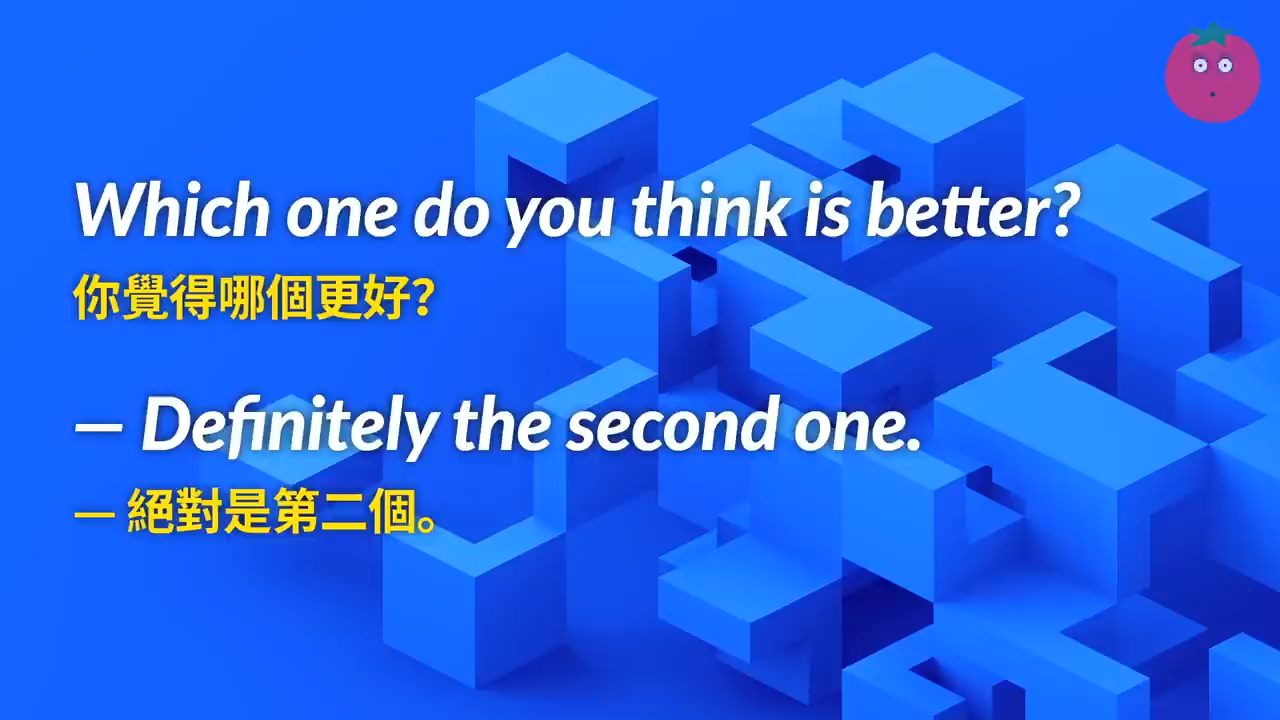 Which one do you think is better?
你覺得哪個更好？
— Definitely the second one.
— 絕對是第二個。